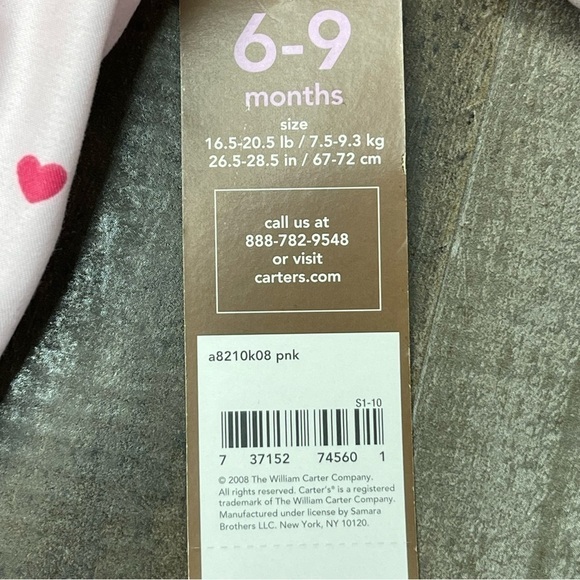 6-9
months
size
16.5-20.5 lb / 7.5-9.3 kg
26.5-28.5 in / 67-72 cm
call us at
888-782-9548
or visit
carters.com
a8210k08 pnk
S1-10
7 37152 74560 1
© 2008 The William Carter Company.
All rights reserved. Carter's® is a registered
trademark of The William Carter Company.
Manufactured under license by Samara
Brothers LLC. New York, NY 10120.